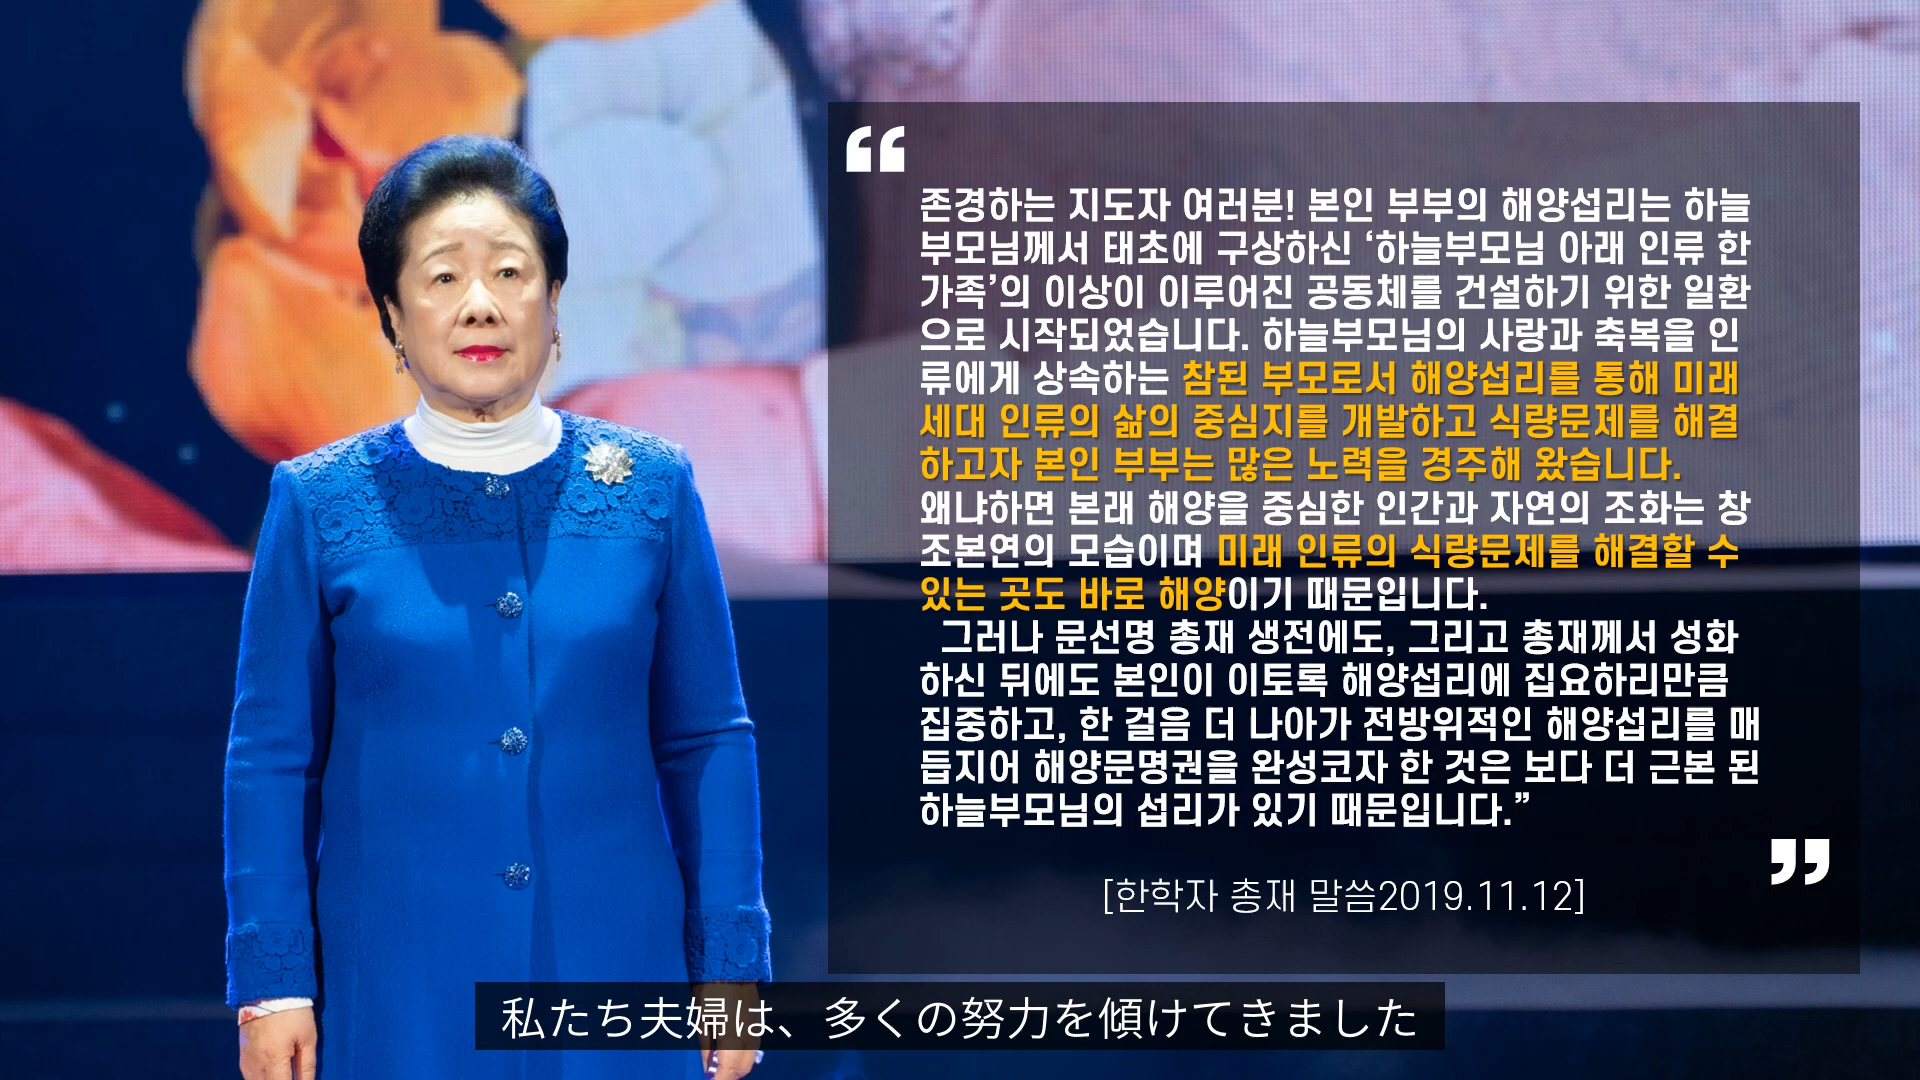 “
존경하는 지도자 여러분! 본인 부부의 해양섭리는 하늘
부모님께서 태초에 구상하신 ‘하늘부모님 아래 인류 한
가족’의 이상이 이루어진 공동체를 건설하기 위한 일환
으로 시작되었습니다. 하늘부모님의 사랑과 축복을 인
류에게 상속하는 참된 부모로서 해양섭리를 통해 미래
세대 인류의 삶의 중심지를 개발하고 식량문제를 해결
하고자 본인 부부는 많은 노력을 경주해 왔습니다.
왜냐하면 본래 해양을 중심한 인간과 자연의 조화는 창
조본연의 모습이며 미래 인류의 식량문제를 해결할 수
있는 곳도 바로 해양이기 때문입니다.
그러나 문선명 총재 생전에도, 그리고 총재께서 성화
하신 뒤에도 본인이 이토록 해양섭리에 집요하리만큼
집중하고, 한 걸음 더 나아가 전방위적인 해양섭리를 매
듭지어 해양문명권을 완성코자 한 것은 보다 더 근본 된
하늘부모님의 섭리가 있기 때문입니다.”
”
[한학자 총재 말씀2019.11.12]
私たち夫婦は、多くの努力を傾けてきました